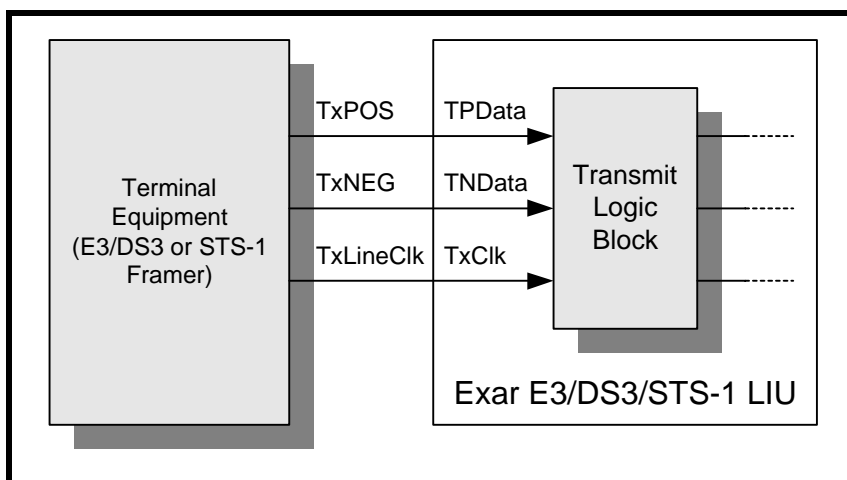 Terminal
Equipment
(E3/DS3 or STS-1
Framer)
TxPOS
TPData
TxNEG
TNData
TxLineClk
TxClk
Transmit
Logic
Block
Exar E3/DS3/STS-1 LIU